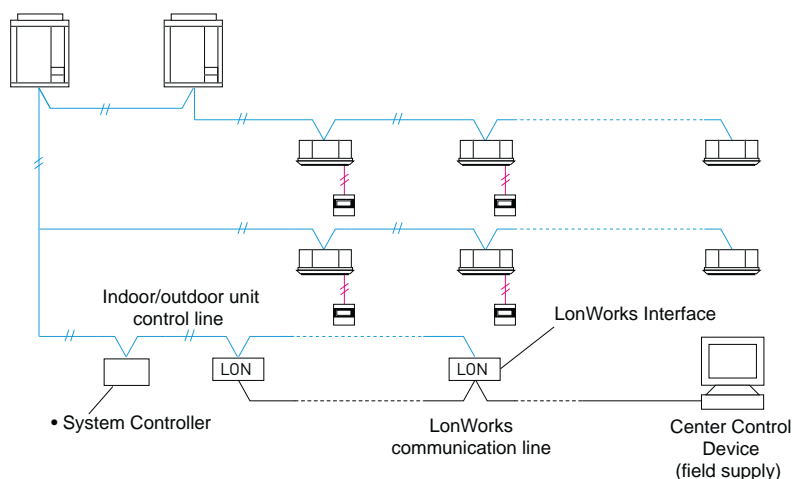 Indoor/outdoor unit
control line
LonWorks Interface
LON
LON
• System Controller
LonWorks
communication line
Center Control
Device
(field supply)